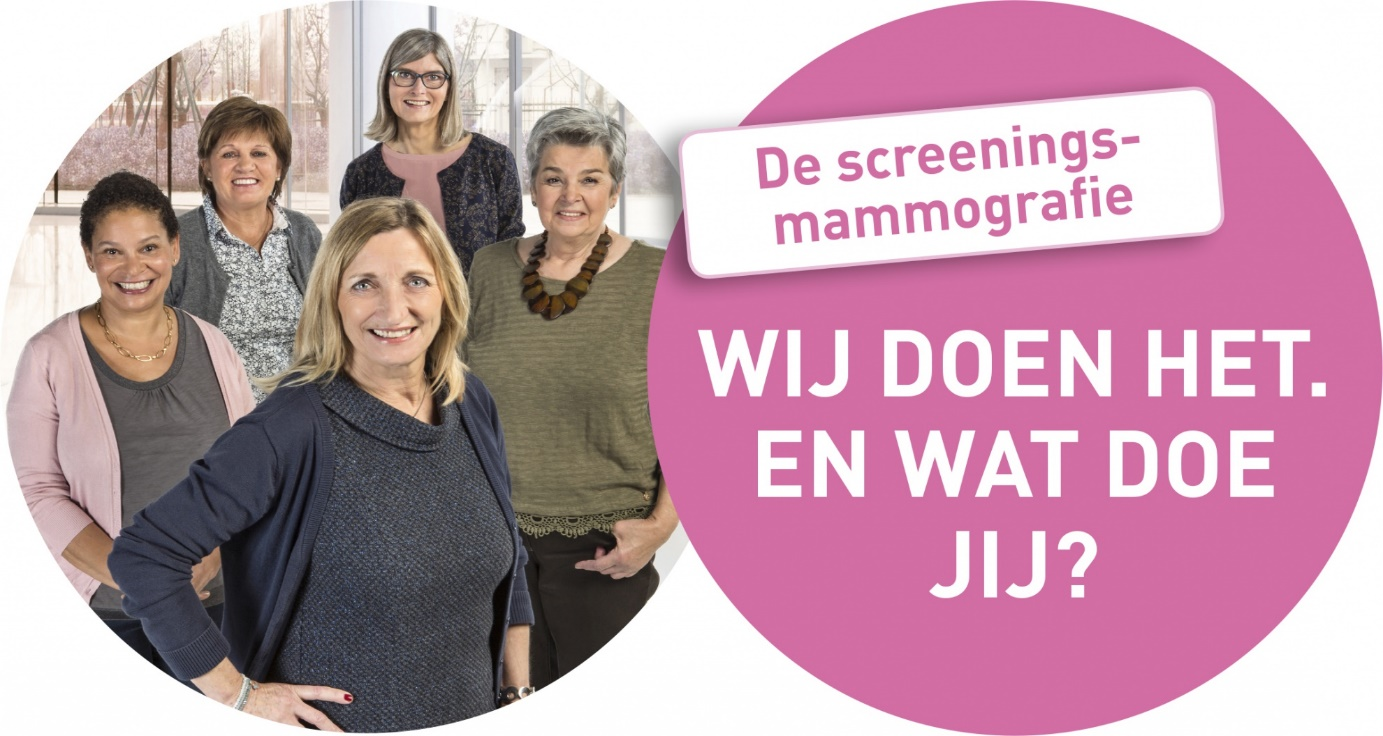 De screenings-
mammografie
WIJ DOEN HET.
EN WAT DOE
JIJ?